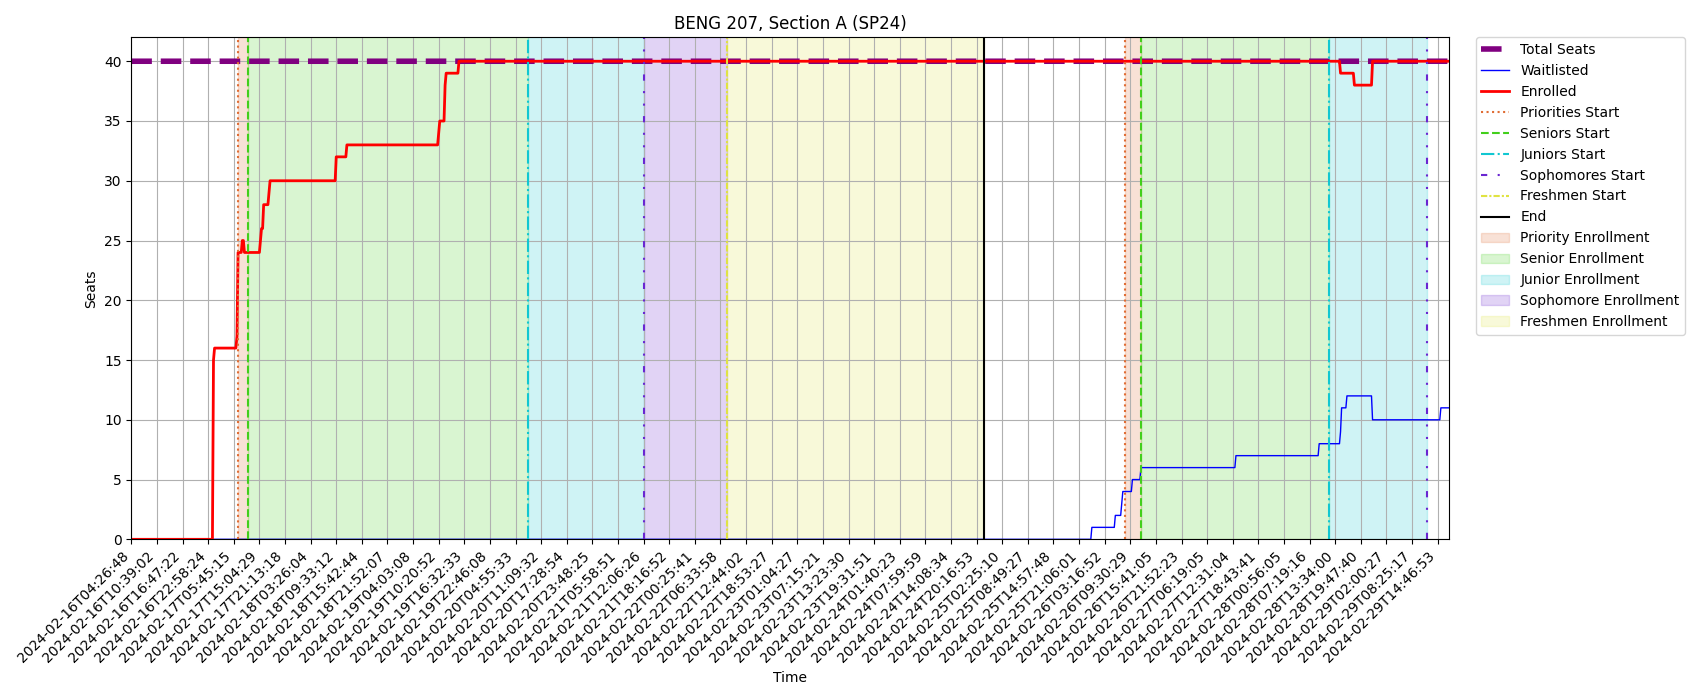 BENG 207, Section A (SP24)
Seats
40
35
30
25
20
15
10
5
0
2024-02-16T04:26:48
2024-02-16T10:39:02
2024-02-16T16:47:22
2024-02-16T22:58:24
2024-02-17T05:45:15
2024-02-17T15:04:29
2024-02-17T21:13:18
2024-02-18T03:26:04
2024-02-18T09:33:12
2024-02-18T15:42:44
2024-02-18T21:52:07
2024-02-19T04:03:08
2024-02-19T10:20:52
2024-02-19T16:32:33
2024-02-19T22:46:08
2024-02-20T04:55:33
2024-02-20T11:09:32
2024-02-20T17:28:54
2024-02-20T23:48:25
2024-02-21T05:58:51
2024-02-21T12:06:26
2024-02-21T18:16:52
2024-02-22T00:25:41
2024-02-22T06:33:58
2024-02-22T12:44:02
2024-02-22T18:53:27
2024-02-23T01:04:27
2024-02-23T07:15:21
2024-02-23T13:23:30
2024-02-23T19:31:51
2024-02-24T01:40:23
2024-02-24T07:59:59
2024-02-24T14:08:34
2024-02-24T20:16:53
2024-02-25T02:25:10
2024-02-25T08:49:27
2024-02-25T14:57:48
2024-02-25T21:06:01
2024-02-26T03:16:52
2024-02-26T09:30:29
2024-02-26T15:41:05
2024-02-26T21:52:23
2024-02-27T06:19:05
2024-02-27T12:31:04
2024-02-27T18:43:41
2024-02-28T00:56:05
2024-02-28T07:19:16
2024-02-28T13:34:00
2024-02-28T19:47:40
2024-02-29T02:00:27
2024-02-29T08:25:17
2024-02-29T14:46:53
Time
Total Seats
Waitlisted
Enrolled
Priorities Start
Seniors Start
Juniors Start
Sophomores Start
Freshmen Start
End
Priority Enrollment
Senior Enrollment
Junior Enrollment
Sophomore Enrollment
Freshmen Enrollment